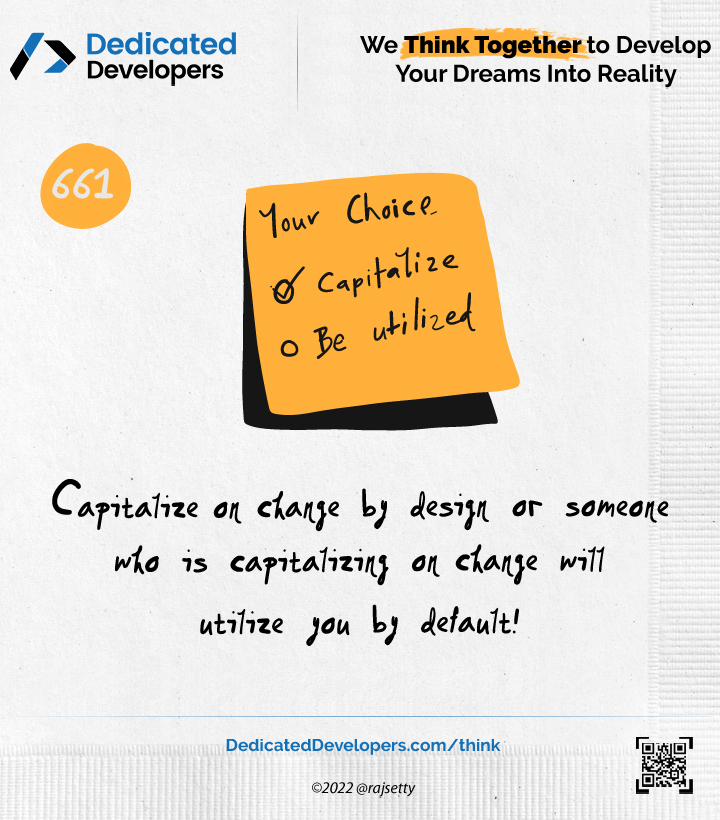 Dedicated
Developers
We Think Together to Develop
Your Dreams Into Reality
661
Your Choice
Capitalize
Be utilized
Capitalize on change by design or someone
who is capitalizing on change will
utilize you by default!
DedicatedDevelopers.com/think
©2022 @rajsetty